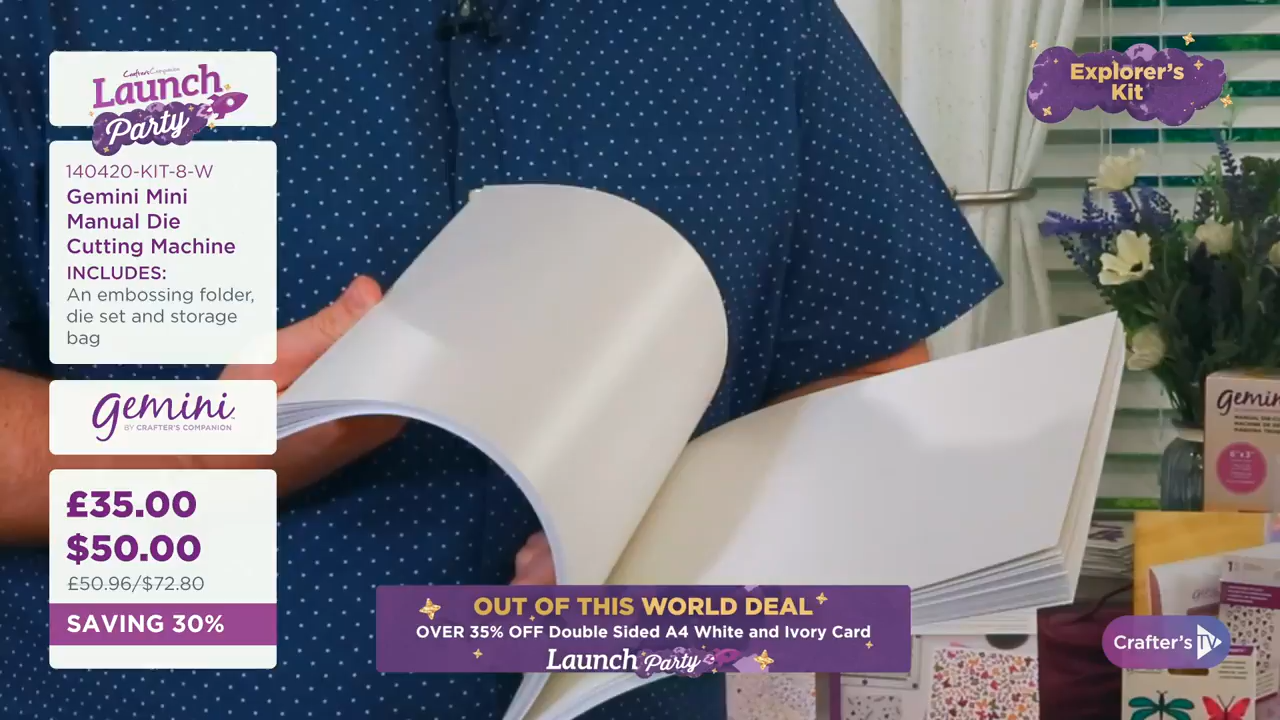 Crafter's Companion
Launch
Party
140420-KIT-8-W
Gemini Mini
Manual Die
Cutting Machine
INCLUDES:
An embossing folder,
die set and storage
bag
gemini
BY CRAFTER'S COMPANION
£35.00
$50.00
£50.96/$72.80
SAVING 30%
Explorer's
Kit
OUT OF THIS WORLD DEAL
OVER 35% OFF Double Sided A4 White and Ivory Card
Launch Party
Crafter's TV
6"x3"